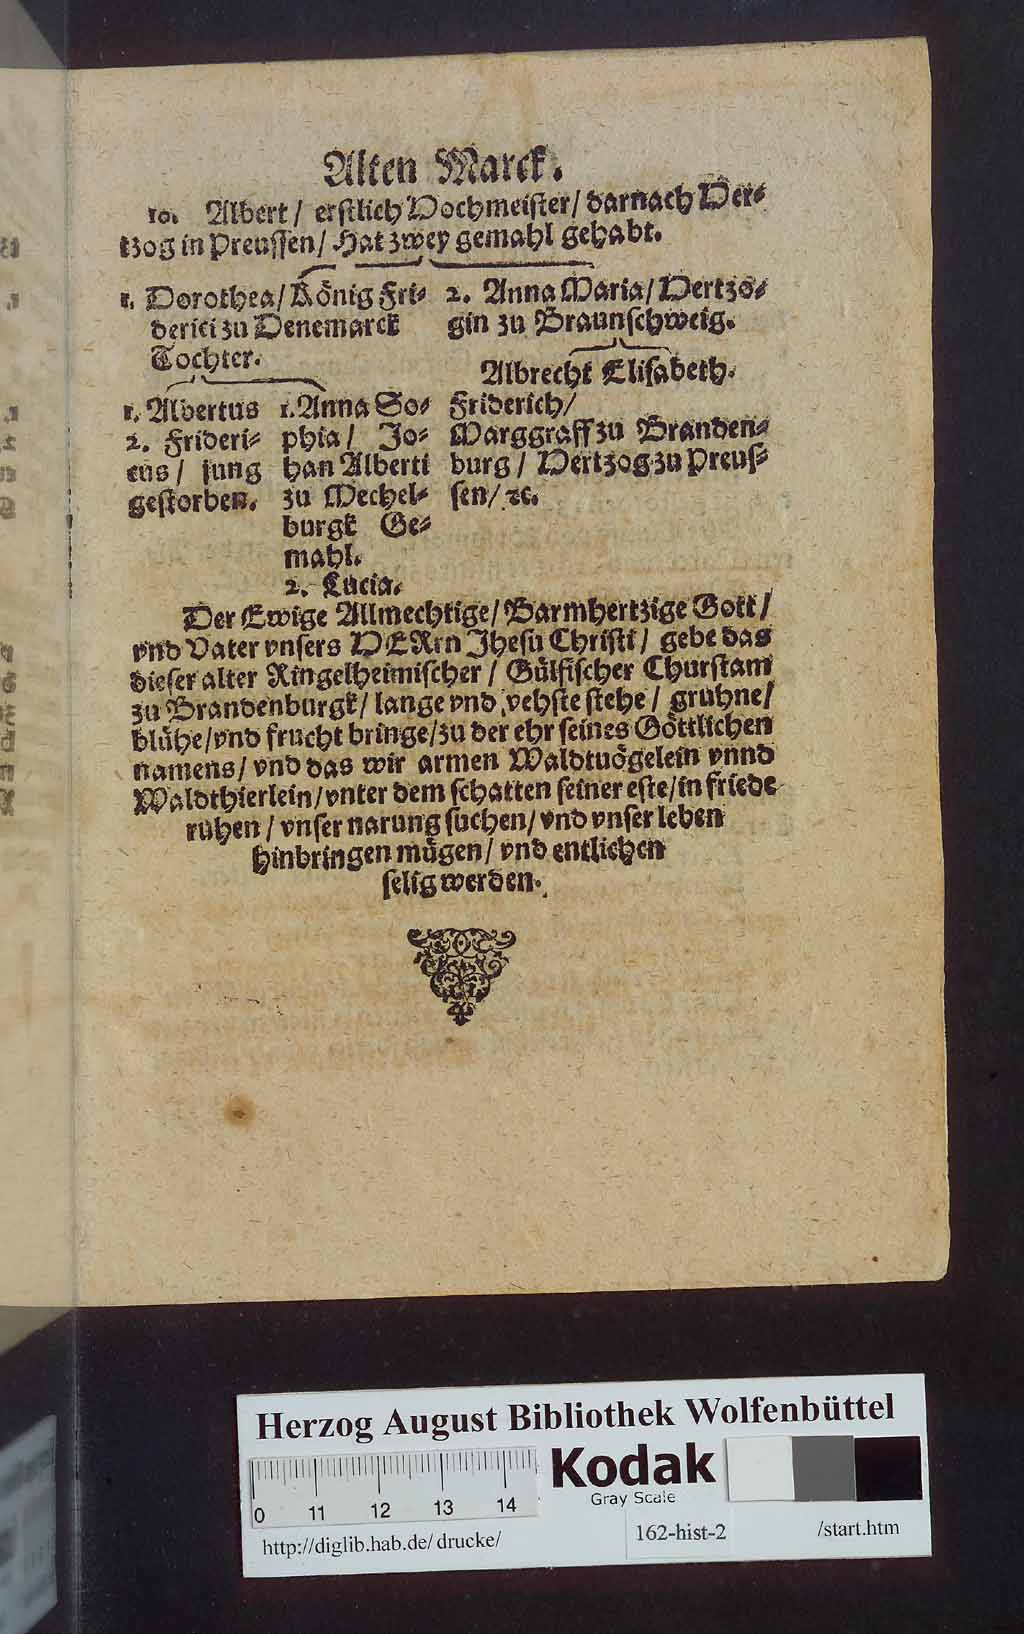 Alten Marck.
10. Albert / erstlich Hochmeister / darnach Her⸗
tzog in Preussen / Hat zwey gemahl gehabt.
1. Dorothea / König Fri⸗
derici zu Denemarck
Tochter.
2. Anna Maria / Hertzo⸗
gin zu Braunschweig.
1. Albertus
2. Frideri⸗
cus / jung
gestorben.
1. Anna So⸗
phia / Jo⸗
han Alberti
zu Mechel⸗
burgk Ge⸗
mahl.
2. Lucia.
Albrecht Elisabeth.
Friderich /
Marggraff zu Branden⸗
burg / Hertzog zu Preus⸗
sen / ꝛc.
Der Ewige Allmechtige / Barmhertzige Gott /
vnd Vater vnsers HERrn Jhesu Christi / gebe das
dieser alter Ringelheimischer / Gülfischer Churstam
zu Brandenburgk / lange vnd vehste stehe / gruhne /
blühe / vnd frucht bringe / zu der ehr seines Göttlichen
namens / vnd das wir armen Waldtuögelein vnnd
Waldthierlein / vnter dem schatten seiner este / in friede
ruhen / vnser narung suchen / vnd vnser leben
hinbringen mügen / vnd entlichen
selig werden.
Herzog August Bibliothek Wolfenbüttel
Kodak
Gray Scale
0 11 12 13 14
http://diglib.hab.de/drucke/
162-hist-2
/start.htm